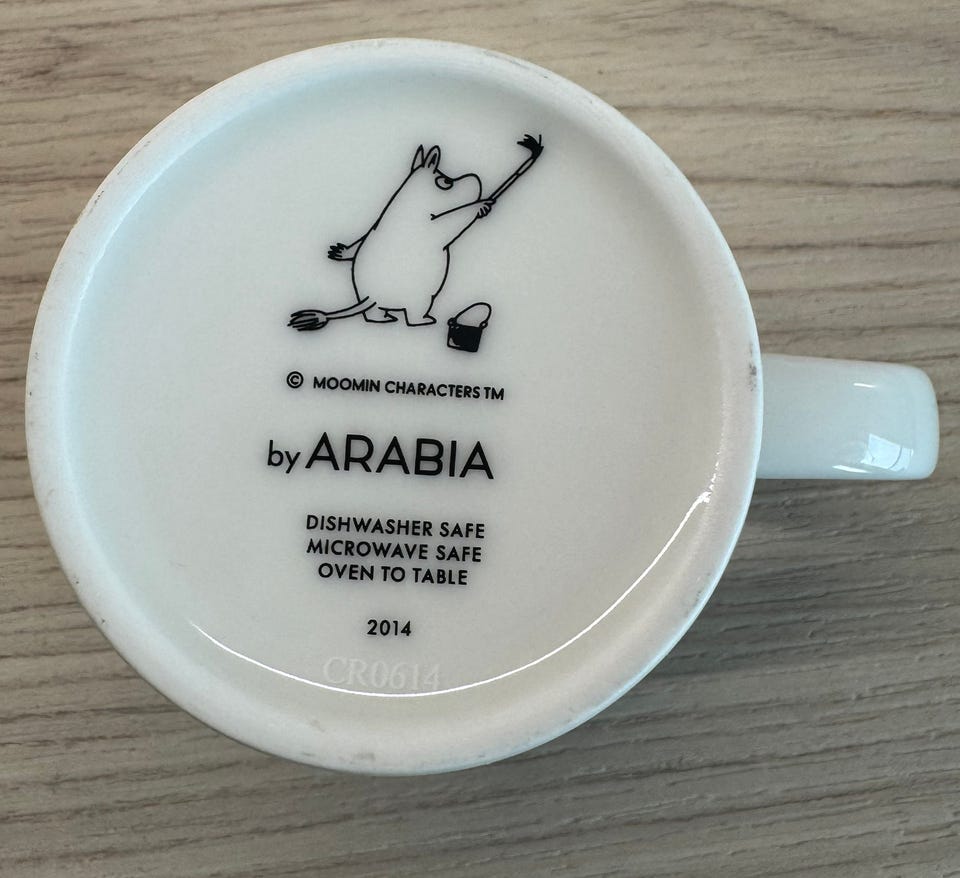 © MOOMIN CHARACTERS TM
by ARABIA
DISHWASHER SAFE
MICROWAVE SAFE
OVEN TO TABLE
2014
CR0614